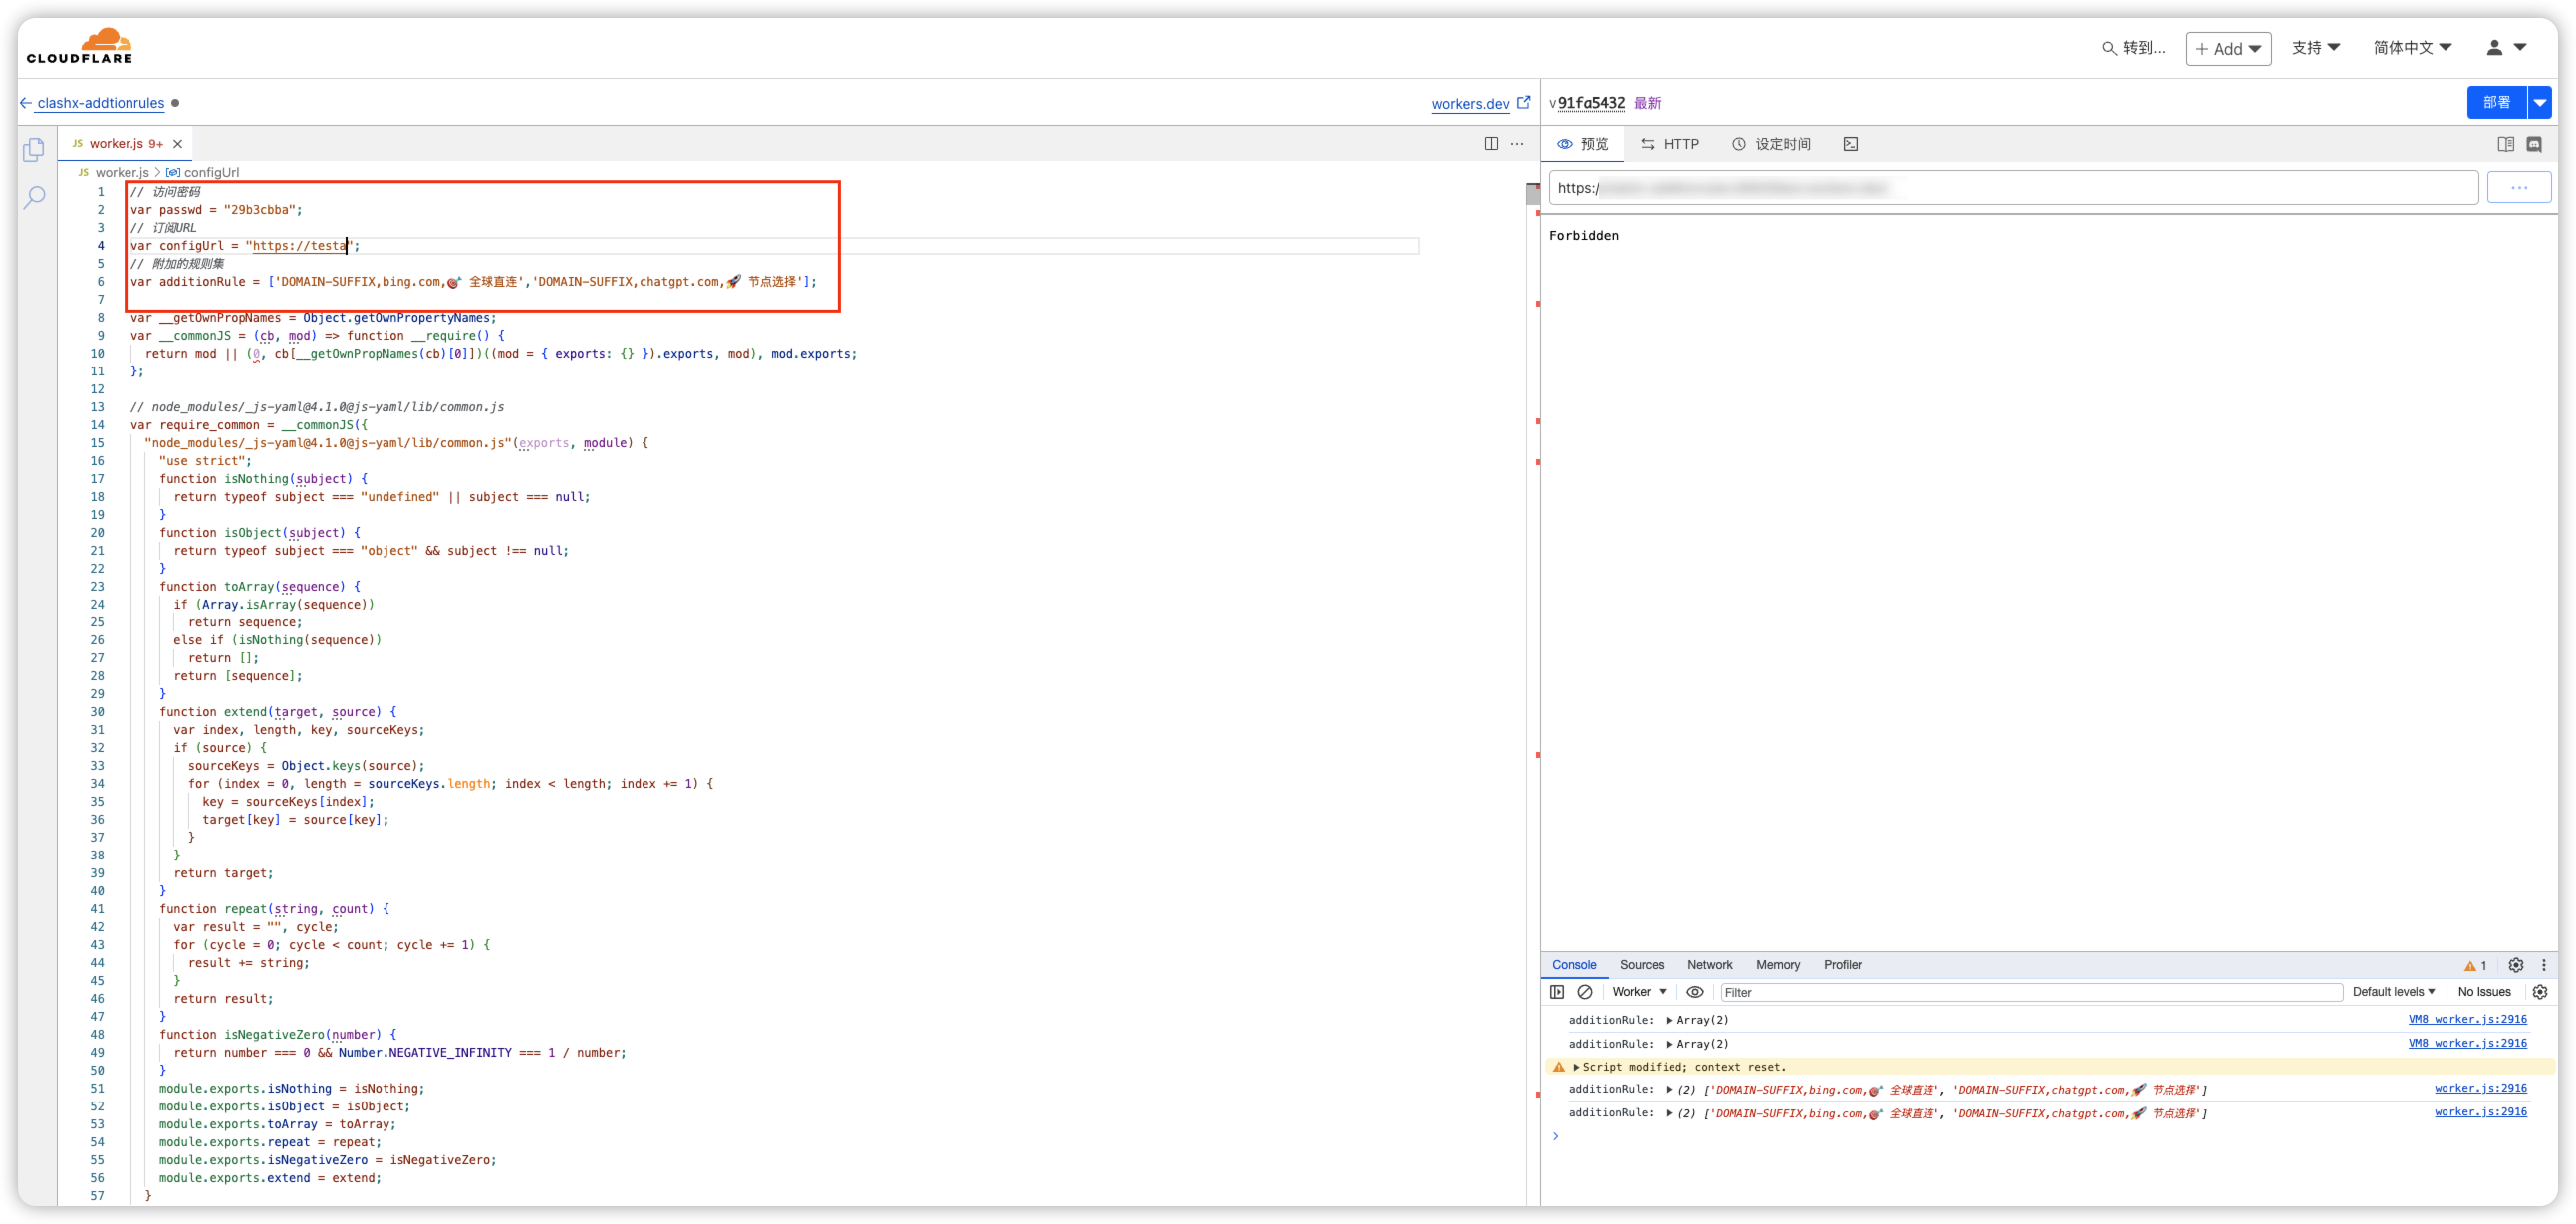 CLOUDFLARE
转到... + Add 支持 简体中文
← clashx-addtionrules ● workers.dev
v91fa5432 最新 部署
JS worker.js 9+ ×
预览 HTTP 设定时间
JS worker.js > configUrl
https:/
Forbidden
1 // 访问密码
2 var passwd = "29b3cbba";
3 // 订阅URL
4 var configUrl = "https://testa";
5 // 附加的规则集
6 var additionRule = ['DOMAIN-SUFFIX,bing.com,🎯 全球直连','DOMAIN-SUFFIX,chatgpt.com,🚀 节点选择'];
7
8 var __getOwnPropNames = Object.getOwnPropertyNames;
9 var __commonJS = (cb, mod) => function __require() {
10   return mod || (0, cb[__getOwnPropNames(cb)[0]])((mod = { exports: {} }).exports, mod), mod.exports;
11 };
12
13 // node_modules/_js-yaml@4.1.0@js-yaml/lib/common.js
14 var require_common = __commonJS({
15   "node_modules/_js-yaml@4.1.0@js-yaml/lib/common.js"(exports, module) {
16     "use strict";
17     function isNothing(subject) {
18       return typeof subject === "undefined" || subject === null;
19     }
20     function isObject(subject) {
21       return typeof subject === "object" && subject !== null;
22     }
23     function toArray(sequence) {
24       if (Array.isArray(sequence))
25         return sequence;
26       else if (isNothing(sequence))
27         return [];
28       return [sequence];
29     }
30     function extend(target, source) {
31       var index, length, key, sourceKeys;
32       if (source) {
33         sourceKeys = Object.keys(source);
34         for (index = 0, length = sourceKeys.length; index < length; index += 1) {
35           key = sourceKeys[index];
36           target[key] = source[key];
37         }
38       }
39       return target;
40     }
41     function repeat(string, count) {
42       var result = "", cycle;
43       for (cycle = 0; cycle < count; cycle += 1) {
44         result += string;
45       }
46       return result;
47     }
48     function isNegativeZero(number) {
49       return number === 0 && Number.NEGATIVE_INFINITY === 1 / number;
50     }
51     module.exports.isNothing = isNothing;
52     module.exports.isObject = isObject;
53     module.exports.toArray = toArray;
54     module.exports.repeat = repeat;
55     module.exports.isNegativeZero = isNegativeZero;
56     module.exports.extend = extend;
57   }
Console Sources Network Memory Profiler 1
Worker Filter Default levels No Issues
additionRule: ▶ Array(2) VM8 worker.js:2916
additionRule: ▶ Array(2) VM8 worker.js:2916
▶ Script modified; context reset.
additionRule: ▶ (2) ['DOMAIN-SUFFIX,bing.com,🎯 全球直连', 'DOMAIN-SUFFIX,chatgpt.com,🚀 节点选择'] worker.js:2916
additionRule: ▶ (2) ['DOMAIN-SUFFIX,bing.com,🎯 全球直连', 'DOMAIN-SUFFIX,chatgpt.com,🚀 节点选择'] worker.js:2916
>